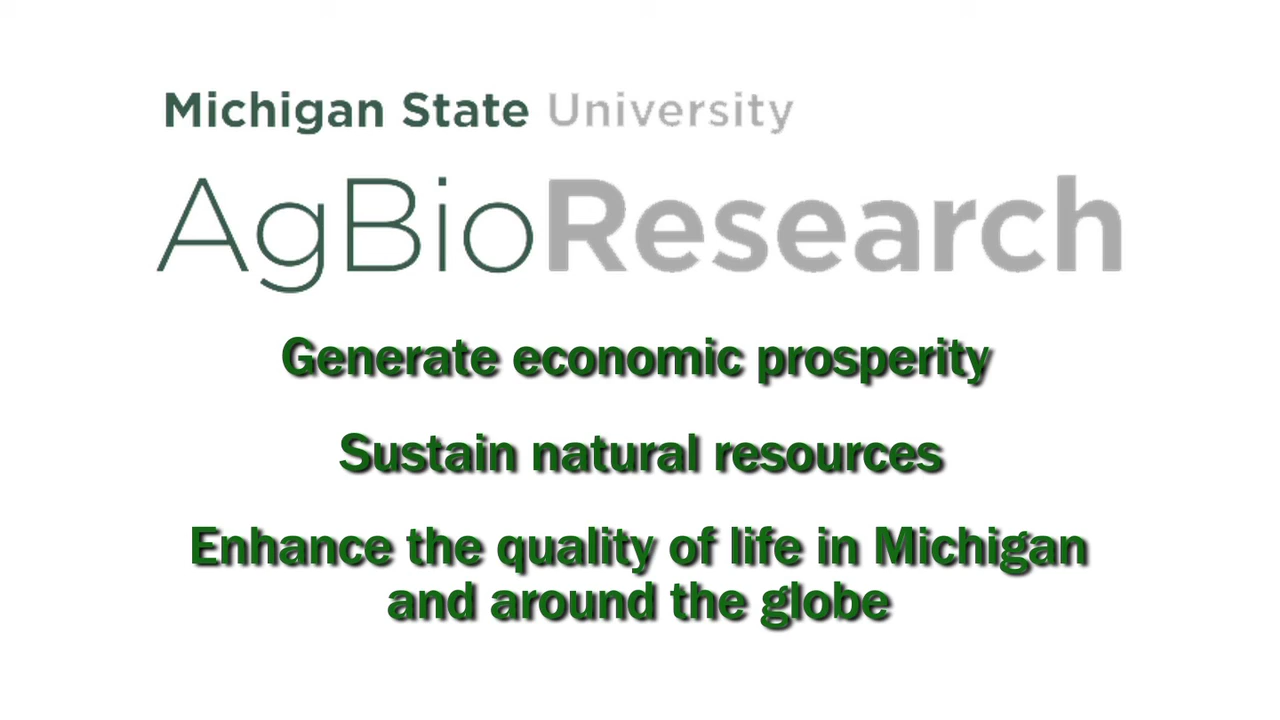 Michigan State University
AgBioResearch
Generate economic prosperity
Sustain natural resources
Enhance the quality of life in Michigan
and around the globe